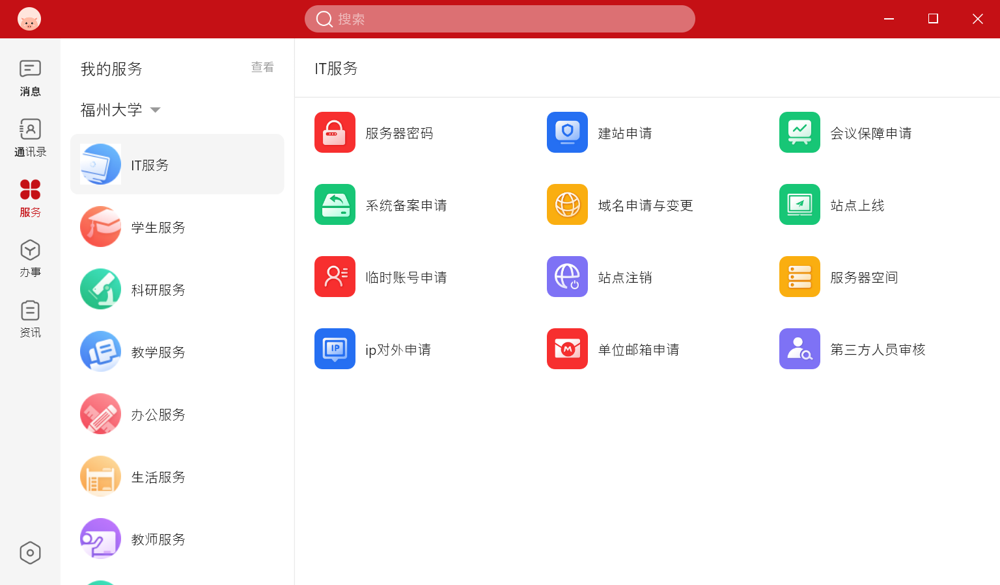 搜索
消息
通讯录
服务
办事
资讯
我的服务
查看
福州大学
IT服务
学生服务
科研服务
教学服务
办公服务
生活服务
教师服务
IT服务
服务器密码
建站申请
会议保障申请
系统备案申请
域名申请与变更
站点上线
临时账号申请
站点注销
服务器空间
IP
ip对外申请
M
单位邮箱申请
第三方人员审核